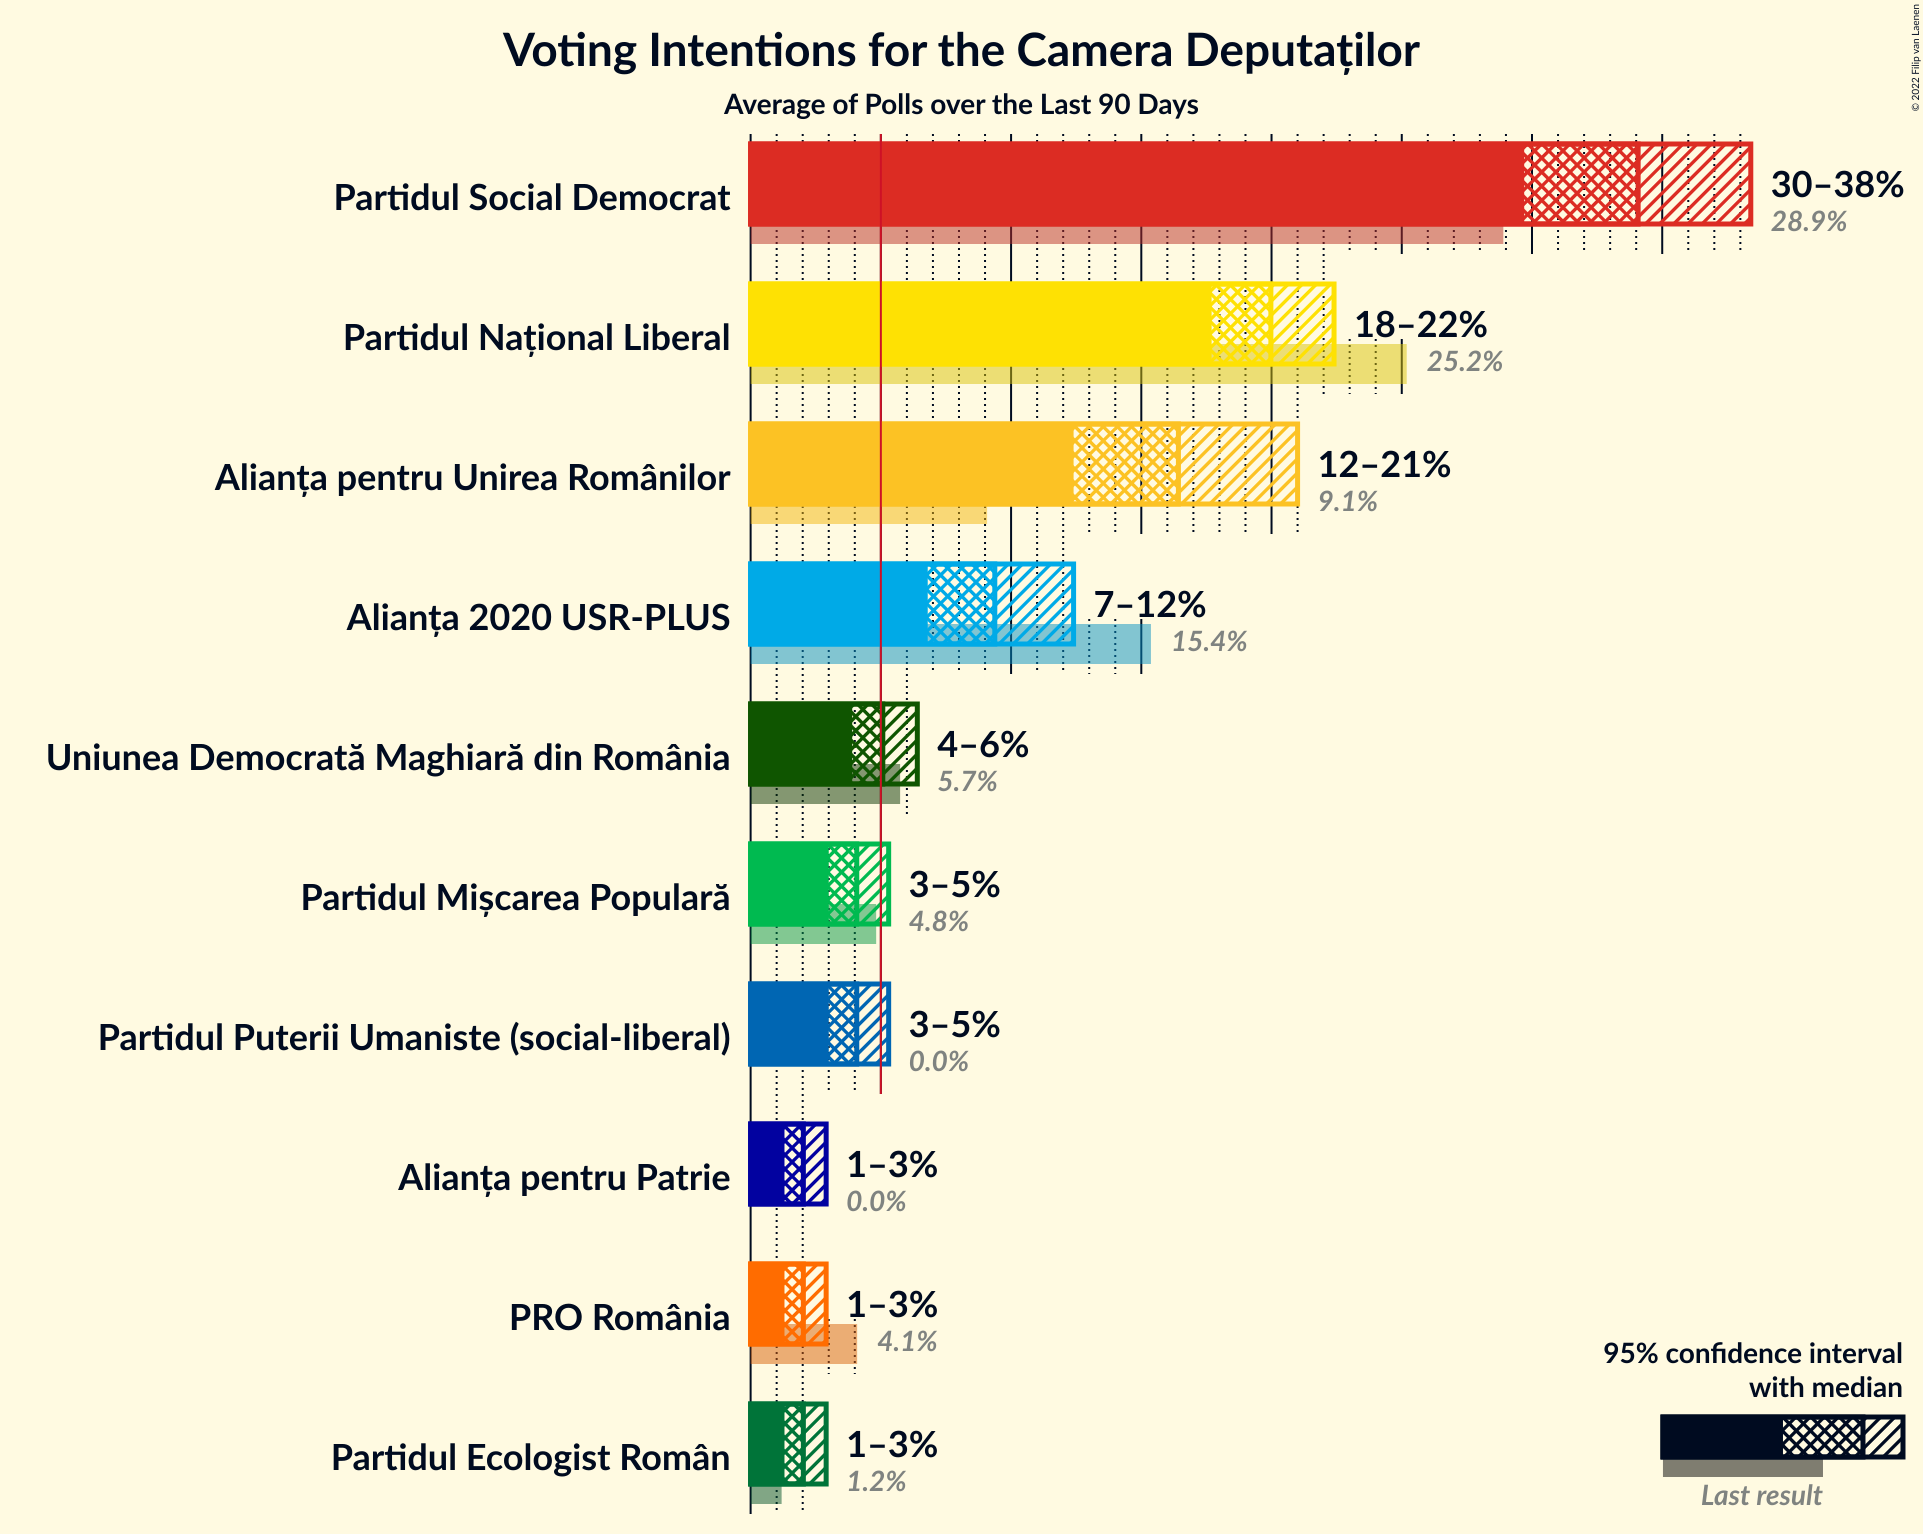 Voting Intentions for the Camera Deputaților
Average of Polls over the Last 90 Days
© 2022 Filip van Laenen
Partidul Social Democrat
30–38%
28.9%
Partidul Național Liberal
18–22%
25.2%
Alianța pentru Unirea Românilor
12–21%
9.1%
Alianța 2020 USR-PLUS
7–12%
15.4%
Uniunea Democrată Maghiară din România
4–6%
5.7%
Partidul Mișcarea Populară
3–5%
4.8%
Partidul Puterii Umaniste (social-liberal)
3–5%
0.0%
Alianța pentru Patrie
1–3%
0.0%
PRO România
1–3%
4.1%
Partidul Ecologist Român
1–3%
1.2%
95% confidence interval
with median
Last result